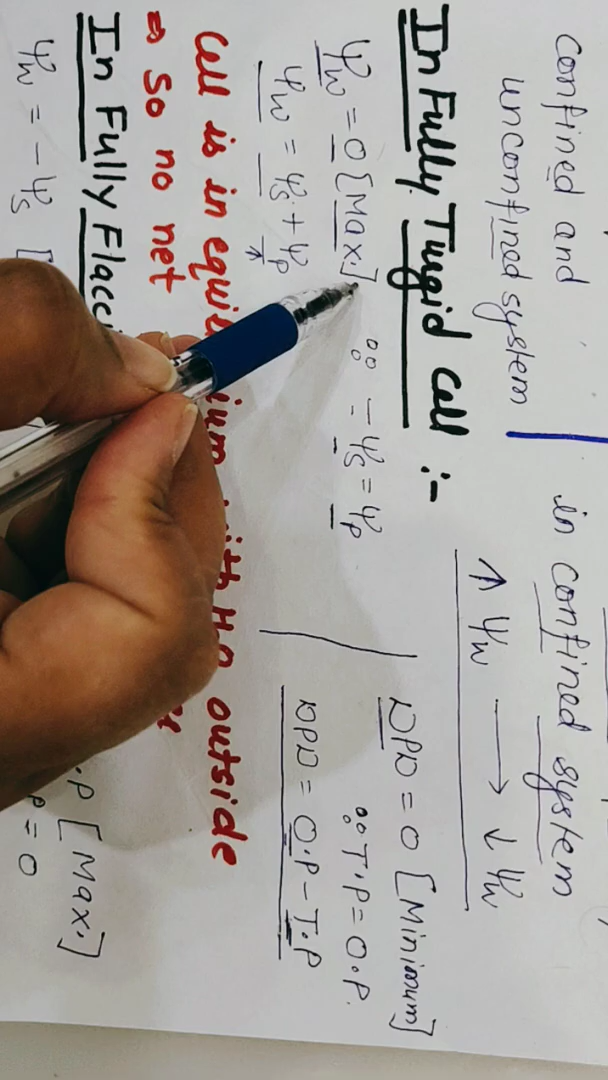 confined and
unconfined system
in confined system
↑ Ψw → ↓ Ψw
In Fully Turgid Cell :-
Ψw = 0 [Max.] ∵ = Ψs = Ψp
Ψw = Ψs + Ψp
DPD = 0 [Minimum]
∵ T.P = O.P.
DPD = O.P - T.P
Cell is in outside
⇒ So no net
In Fully
Ψw = -Ψs [
.P [Max.]
P = 0